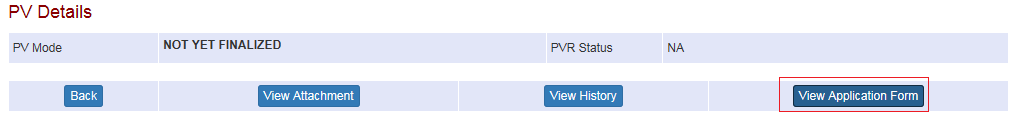 PV Details
PV Mode NOT YET FINALIZED PVR Status NA
Back View Attachment View History View Application Form